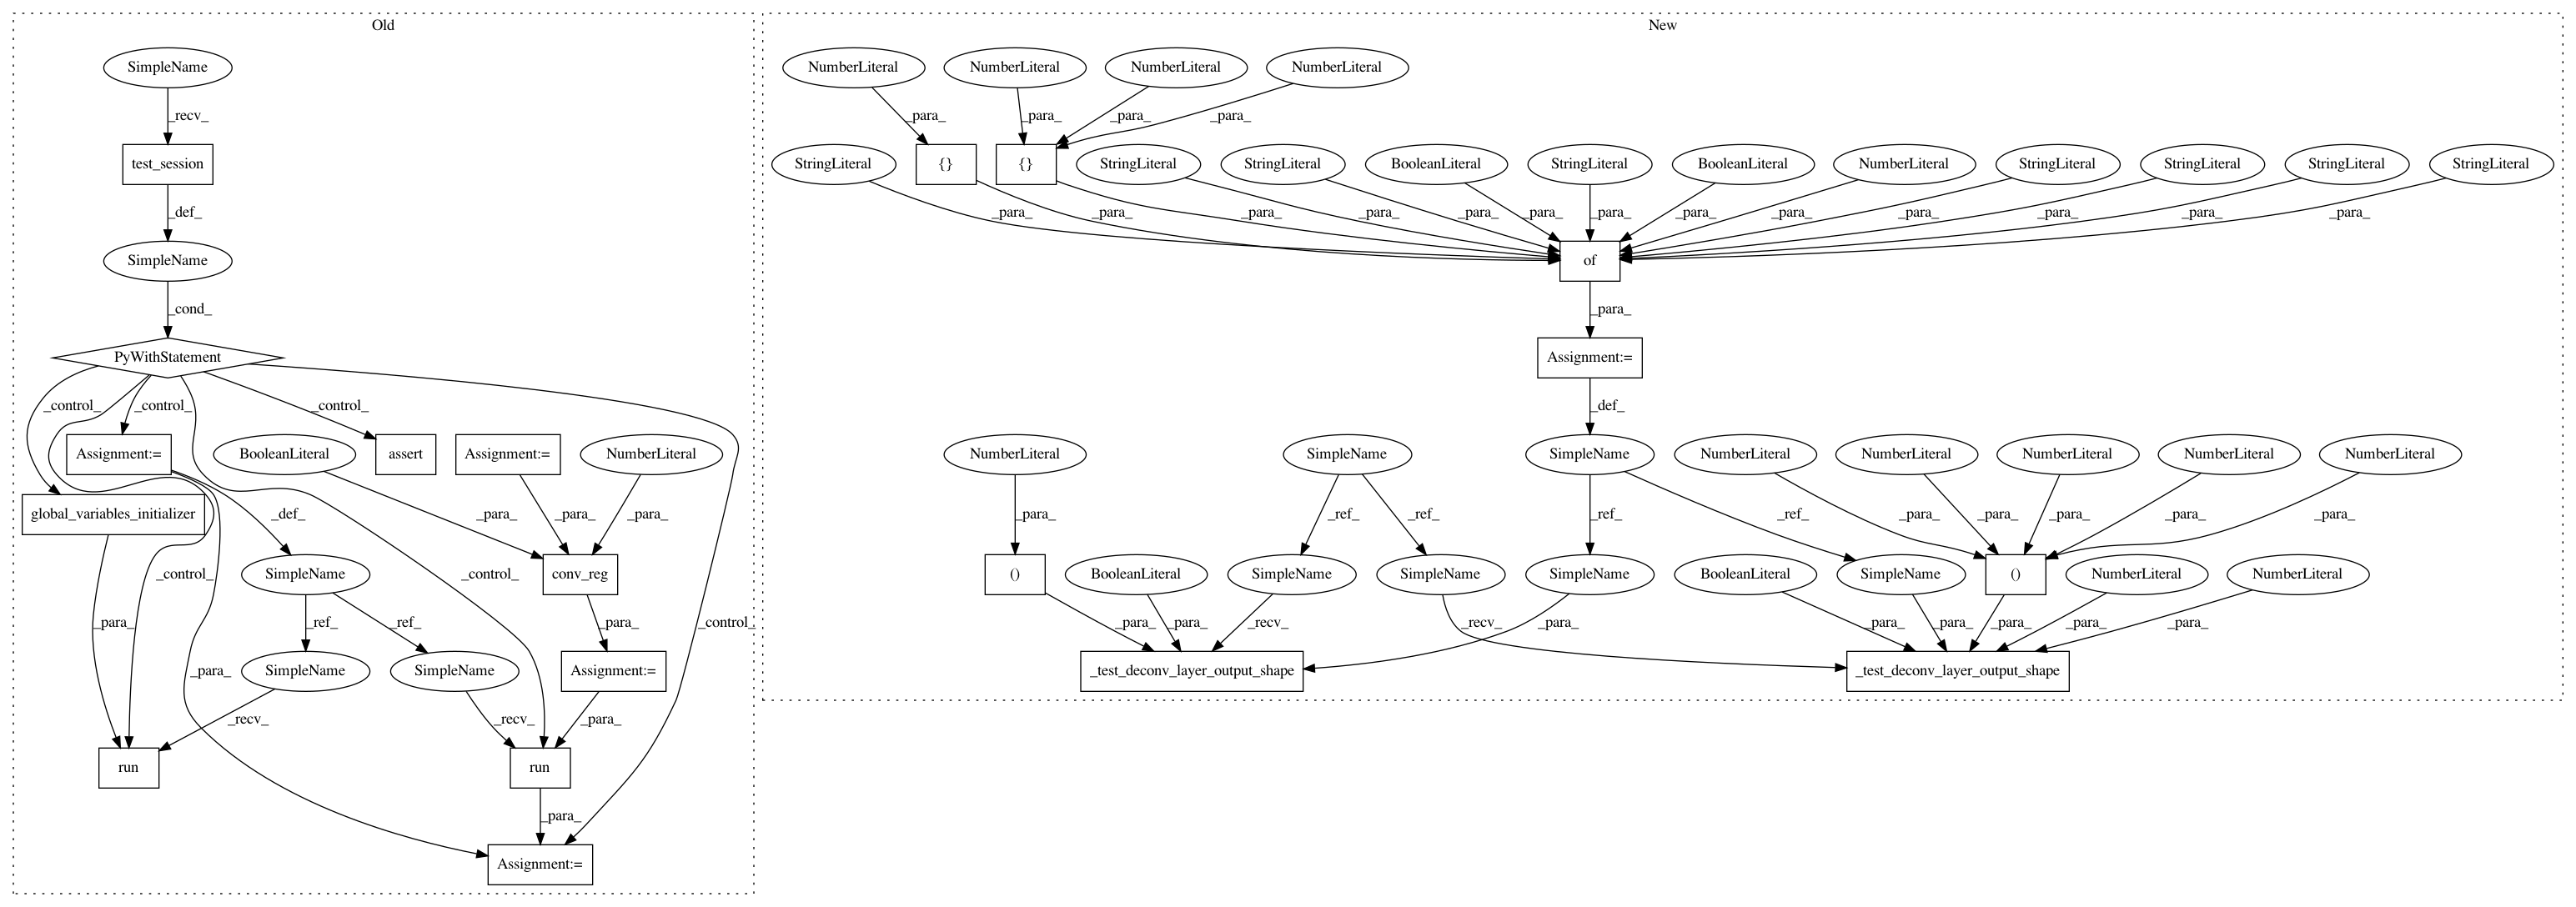 Old
New
SimpleName
NumberLiteral
NumberLiteral
NumberLiteral
NumberLiteral
_recv_
_para_
_para_
_para_
_para_
test_session
StringLiteral
{}
{}
StringLiteral
StringLiteral
BooleanLiteral
StringLiteral
BooleanLiteral
NumberLiteral
StringLiteral
StringLiteral
StringLiteral
StringLiteral
_def_
_para_
_para_
_para_
_para_
_para_
_para_
_para_
_para_
_para_
_para_
_para_
_para_
SimpleName
of
_cond_
_para_
PyWithStatement
Assignment:=
_control_
_control_
_control_
_def_
Assignment:=
BooleanLiteral
assert
Assignment:=
NumberLiteral
NumberLiteral
SimpleName
SimpleName
NumberLiteral
NumberLiteral
NumberLiteral
NumberLiteral
NumberLiteral
global_variables_initializer
_def_
_para_
_para_
_para_
_para_
_ref_
_ref_
_ref_
_ref_
_para_
_para_
_para_
_para_
_para_
_control_
SimpleName
_control_
conv_reg
()
BooleanLiteral
SimpleName
SimpleName
SimpleName
BooleanLiteral
SimpleName
()
NumberLiteral
NumberLiteral
_para_
_ref_
_ref_
_para_
_control_
_para_
_para_
_recv_
_recv_
_para_
_para_
_para_
_para_
_para_
_para_
_para_
SimpleName
SimpleName
Assignment:=
_test_deconv_layer_output_shape
_test_deconv_layer_output_shape
_recv_
_recv_
_para_
run
run
_para_
Assignment:=